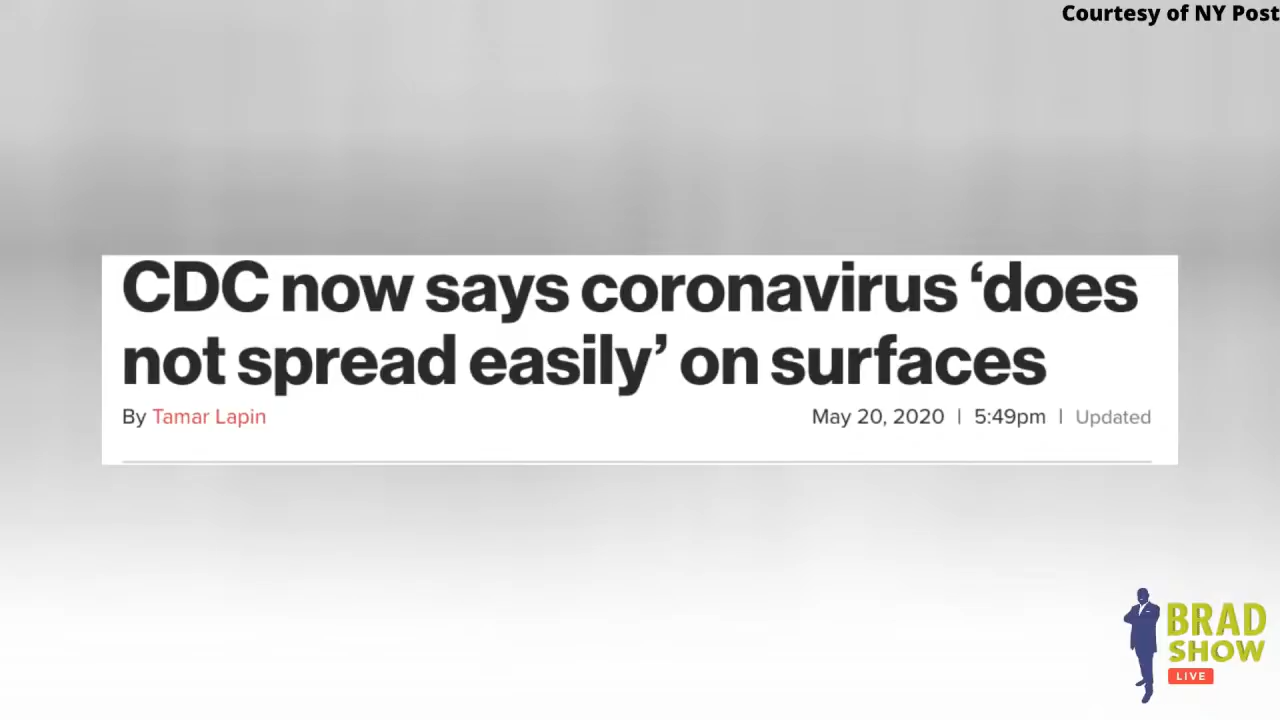 Courtesy of NY Post
CDC now says coronavirus ‘does
not spread easily’ on surfaces
By Tamar Lapin
May 20, 2020 | 5:49pm | Updated
BRAD
SHOW
LIVE